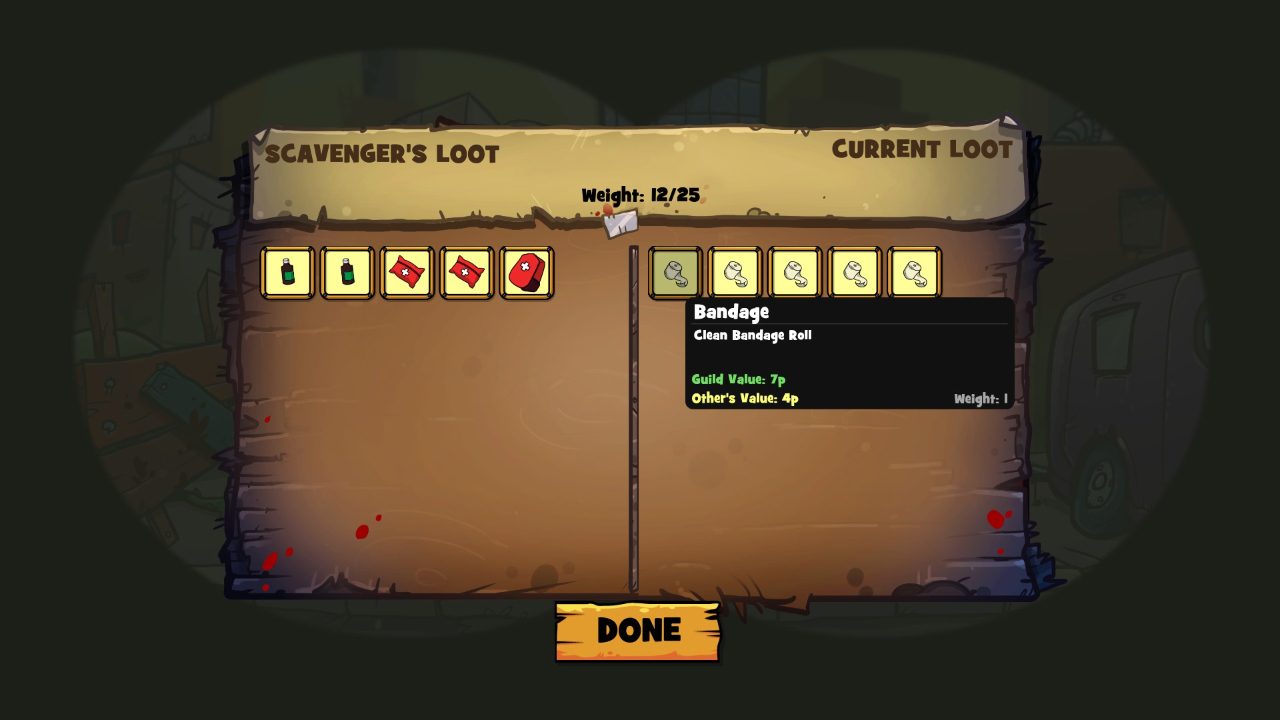 SCAVENGER'S LOOT
CURRENT LOOT
Weight: 12/25
Bandage
Clean Bandage Roll
Guild Value: 7p
Other's Value: 4p
Weight: 1
DONE